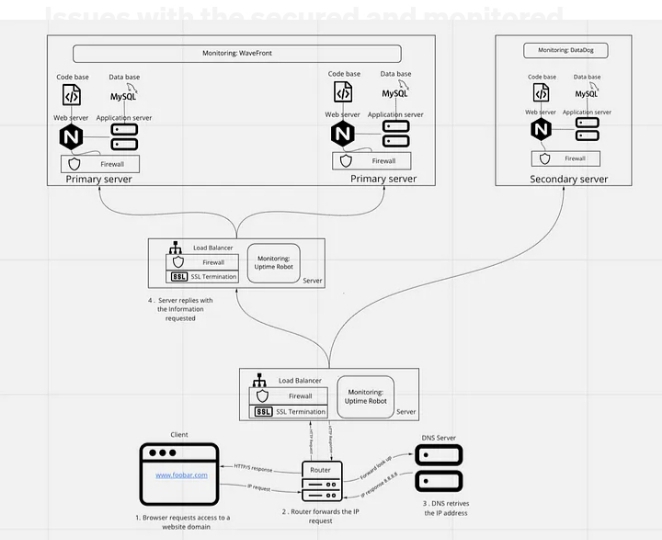 Issues with the secured and monitored
Monitoring: WaveFront
Code base
Data base
MySQL
Web server
Application server
N
Firewall
Primary server
Code base
Data base
MySQL
Web server
Application server
N
Firewall
Primary server
Monitoring: DataDog
Code base
Data base
MySQL
Web server
Application server
N
Firewall
Secondary server
Load Balancer
Firewall
SSL
SSL Termination
Monitoring:
Uptime Robot
Server
4 . Server replies with
the Information
requested
Load Balancer
Firewall
SSL
SSL Termination
Monitoring:
Uptime Robot
Server
Client
www.foobar.com
HTTPS response
IP request
Router
Forward look up
IP response 8.8.8.8
DNS Server
1. Browser requests access to a
website domain
2 . Router forwards the IP
request
3 . DNS retrives
the IP address